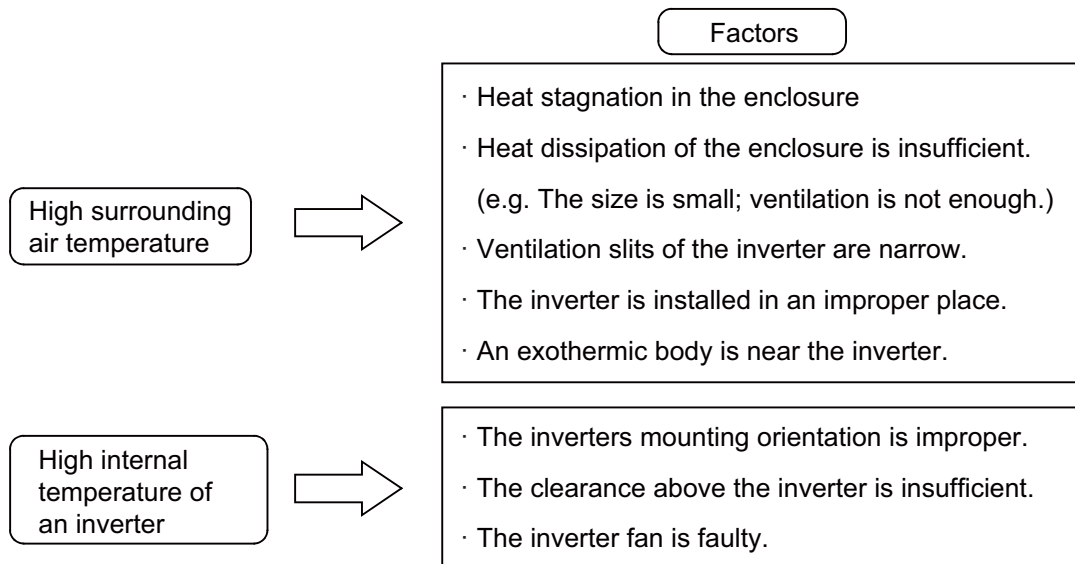 Factors
High surrounding
air temperature
· Heat stagnation in the enclosure
· Heat dissipation of the enclosure is insufficient.
(e.g. The size is small; ventilation is not enough.)
· Ventilation slits of the inverter are narrow.
· The inverter is installed in an improper place.
· An exothermic body is near the inverter.
High internal
temperature of
an inverter
· The inverters mounting orientation is improper.
· The clearance above the inverter is insufficient.
· The inverter fan is faulty.